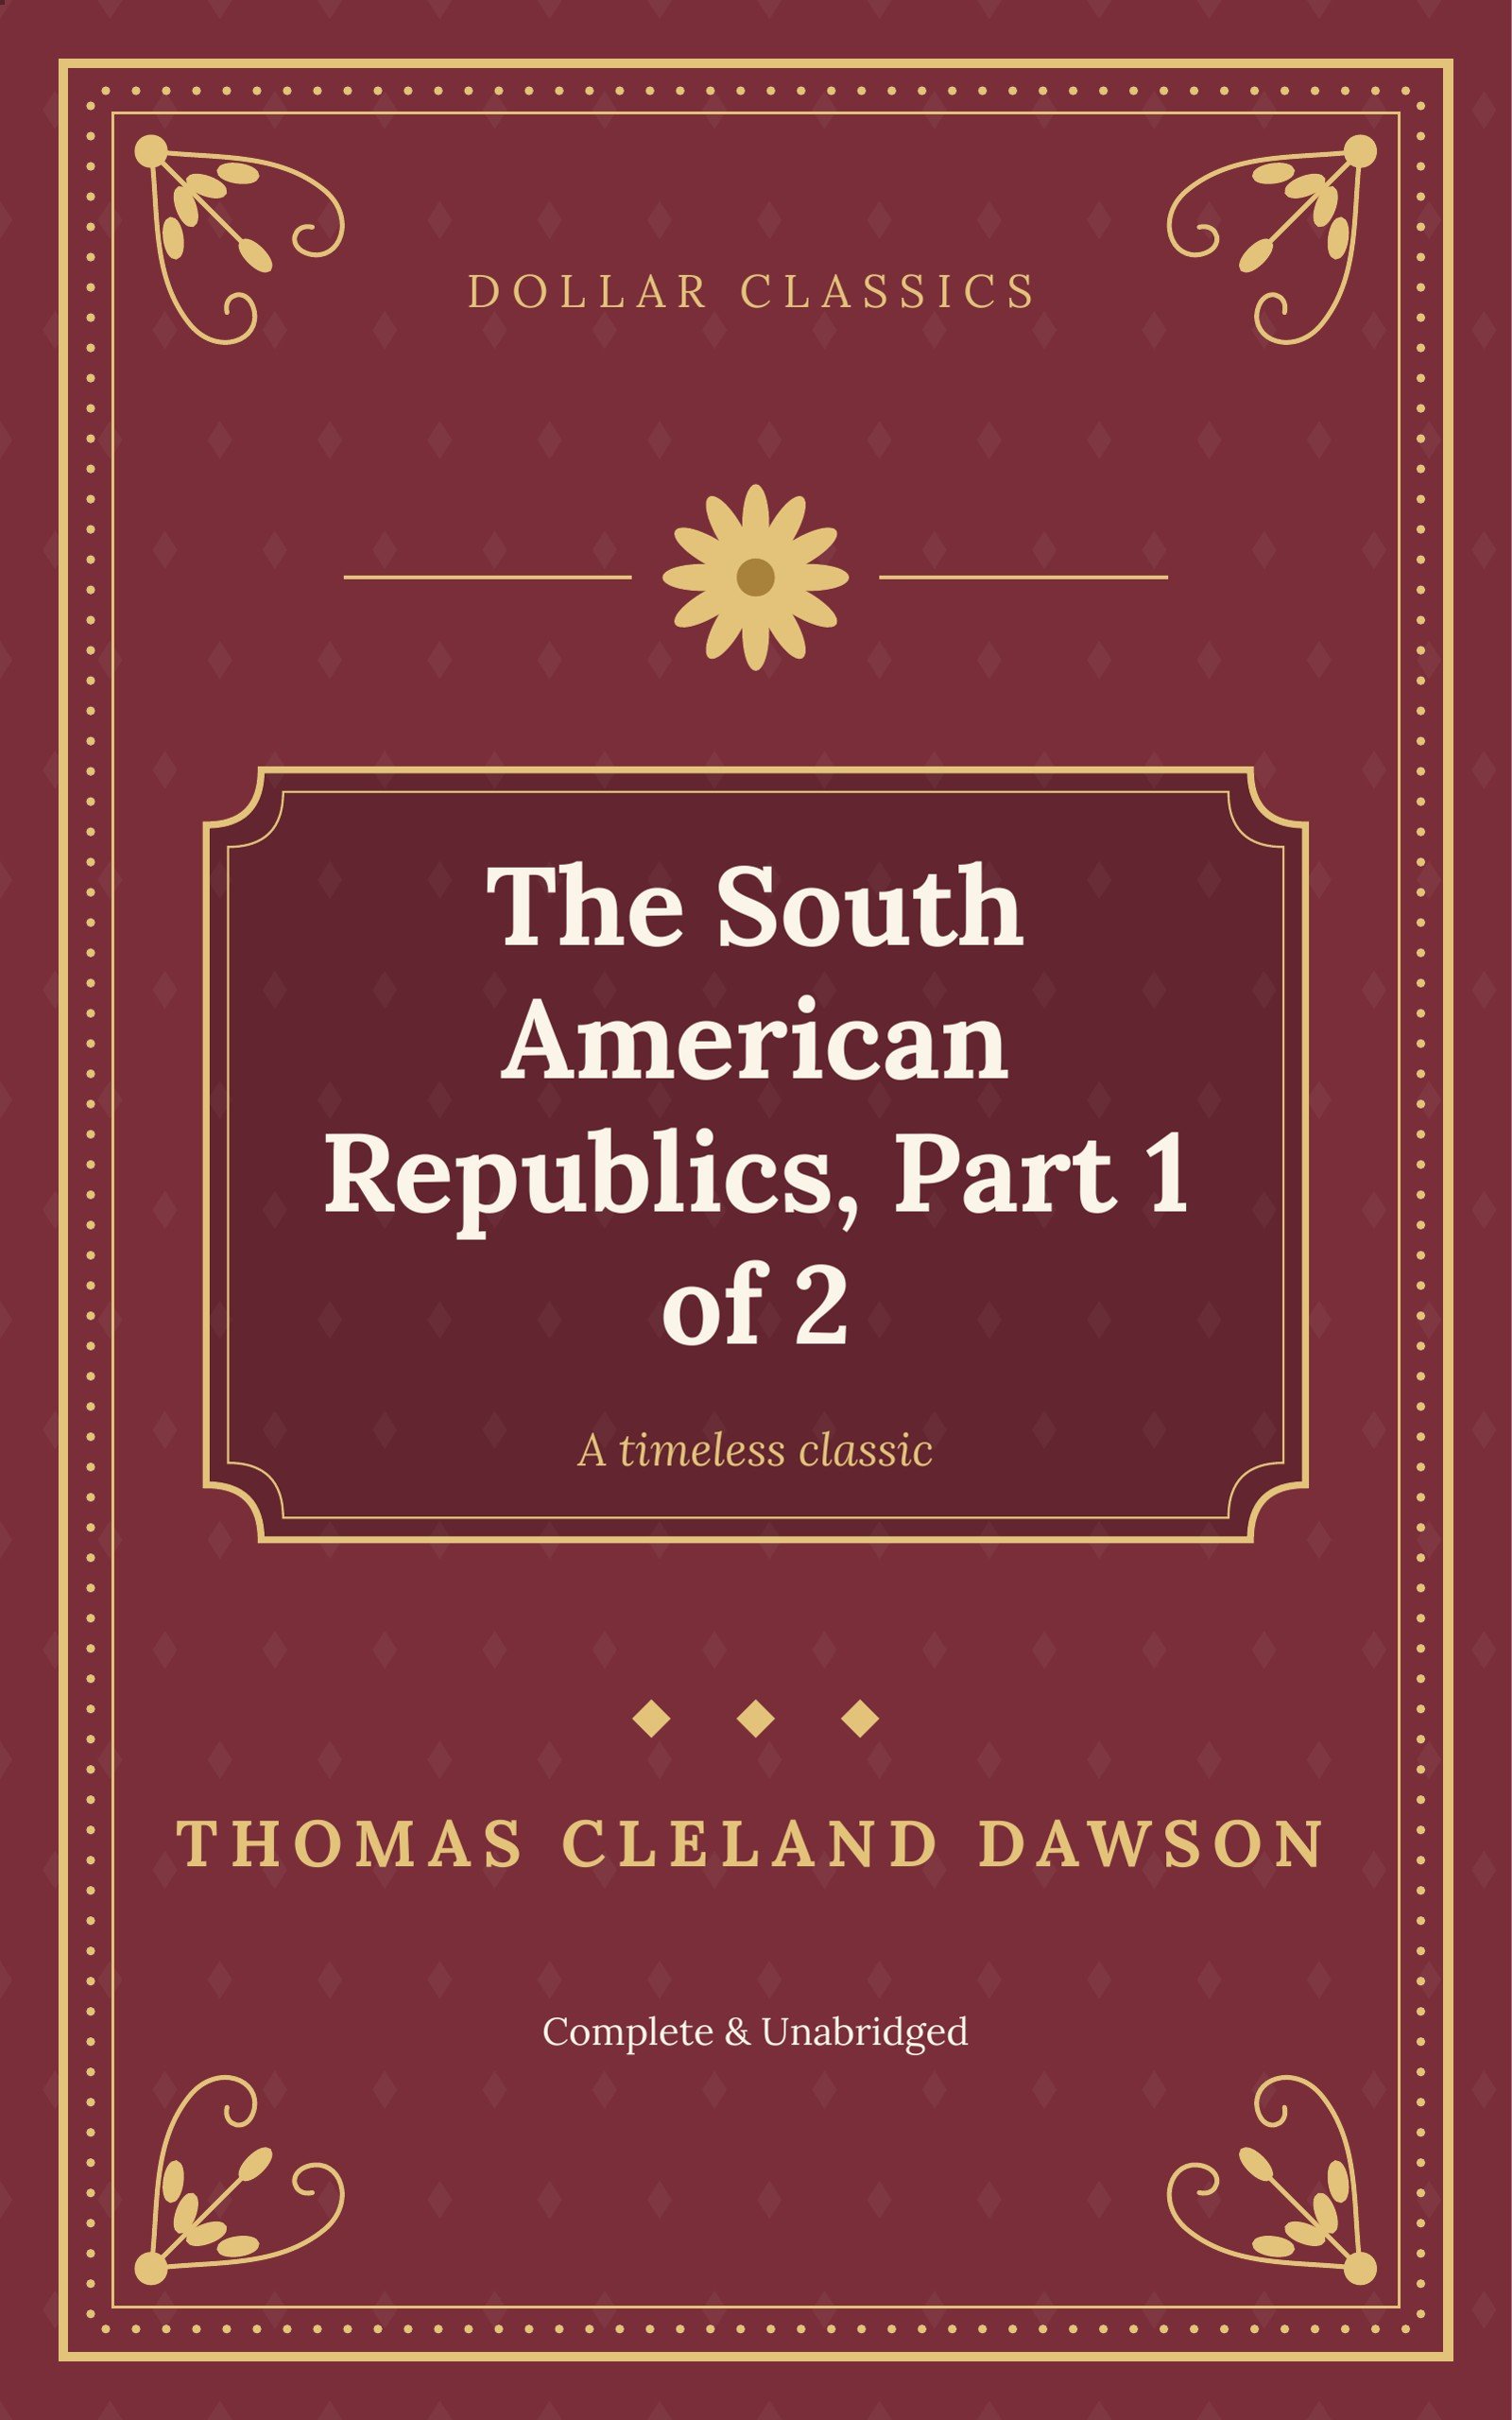 DOLLAR CLASSICS
The South
American
Republics, Part 1
of 2
A timeless classic
THOMAS CLELAND DAWSON
Complete & Unabridged